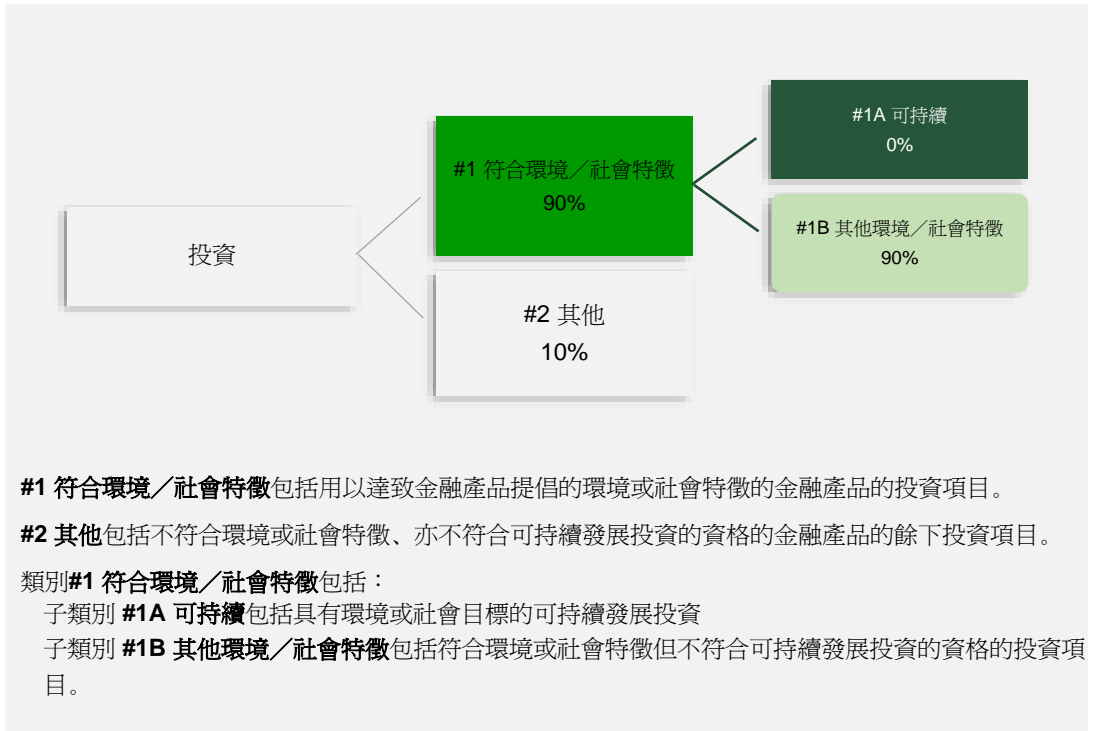 #1A 可持續
0%
#1 符合環境／社會特徵
90%
#1B 其他環境／社會特徵
90%
投資
#2 其他
10%
#1 符合環境／社會特徵包括用以達致金融產品提倡的環境或社會特徵的金融產品的投資項目。
#2 其他包括不符合環境或社會特徵、亦不符合可持續發展投資的資格的金融產品的餘下投資項目。
類別#1 符合環境／社會特徵包括：
子類別 #1A 可持續包括具有環境或社會目標的可持續發展投資
子類別 #1B 其他環境／社會特徵包括符合環境或社會特徵但不符合可持續發展投資的資格的投資項
目。